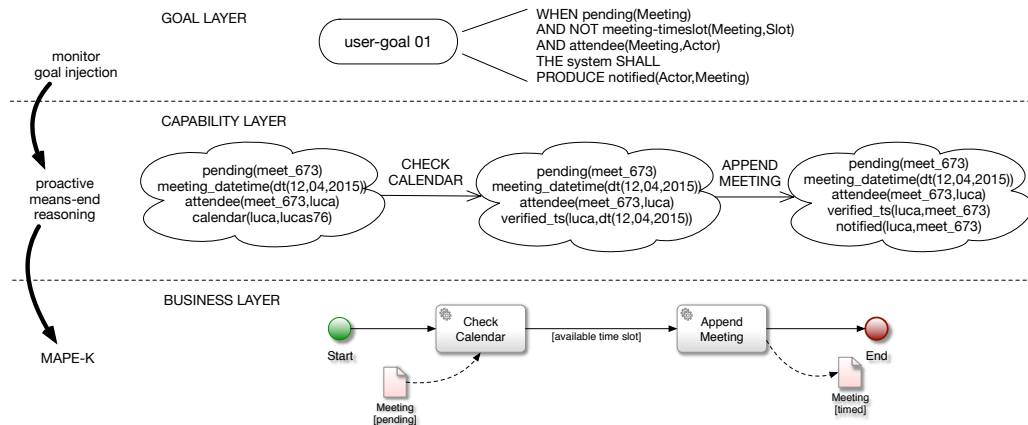 GOAL LAYER
user-goal 01
WHEN pending(Meeting)
AND NOT meeting-timeslot(Meeting,Slot)
AND attendee(Meeting,Actor)
THE system SHALL
PRODUCE notified(Actor,Meeting)
monitor
goal injection
CAPABILITY LAYER
proactive
means-end
reasoning
pending(meet_673)
meeting_datetime(dt(12,04,2015))
attendee(meet_673,luca)
calendar(luca,lucas76)
CHECK
CALENDAR
pending(meet_673)
meeting_datetime(dt(12,04,2015))
attendee(meet_673,luca)
verified_ts(luca,dt(12,04,2015))
APPEND
MEETING
pending(meet_673)
meeting_datetime(dt(12,04,2015))
attendee(meet_673,luca)
verified_ts(luca,meet_673)
notified(luca,meet_673)
BUSINESS LAYER
MAPE-K
Start
Check
Calendar
[available time slot]
Append
Meeting
End
Meeting
[pending]
Meeting
[timed]